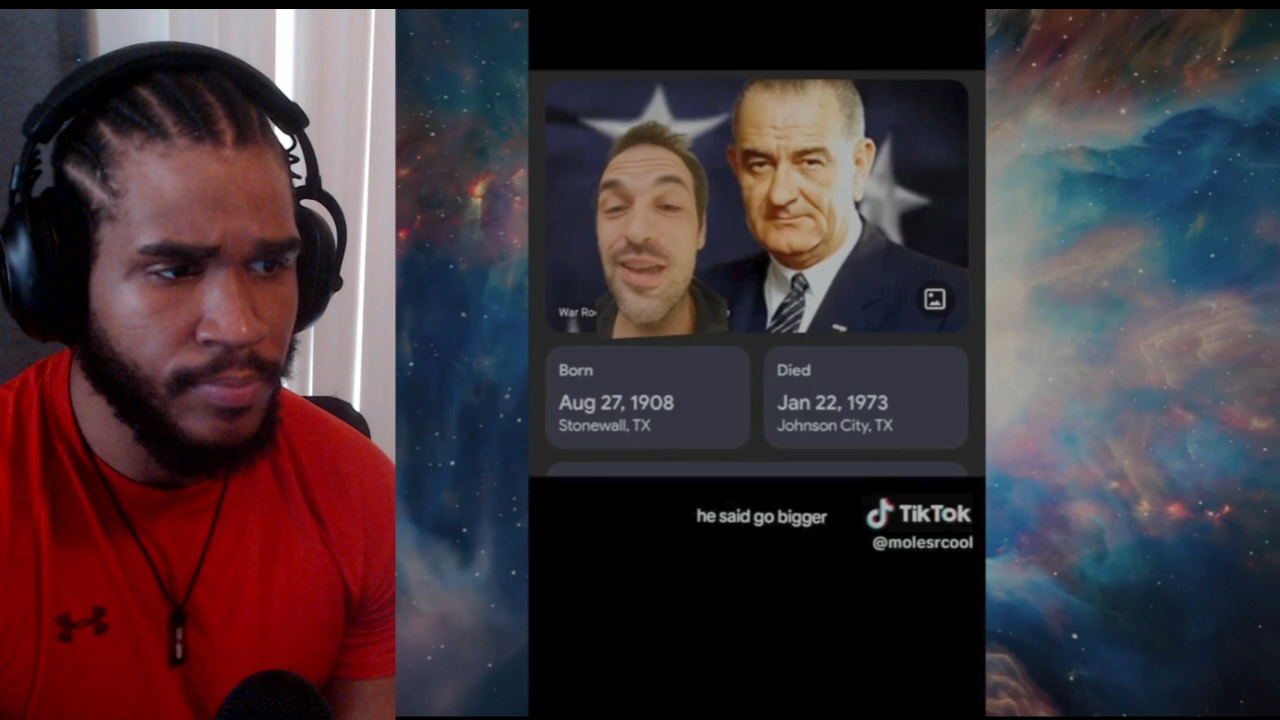 War Ro
Born
Aug 27, 1908
Stonewall, TX
Died
Jan 22, 1973
Johnson City, TX
he said go bigger
TikTok
@molesrcool